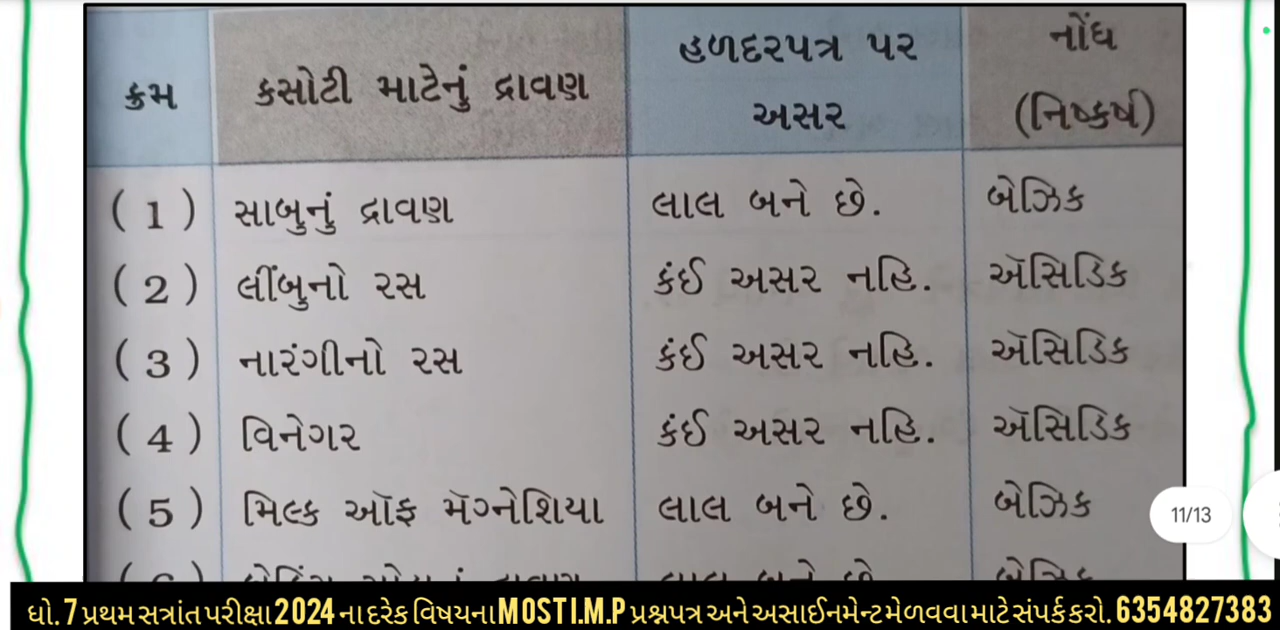 ક્રમ કસોટી માટેનું દ્રાવણ હળદરપત્ર પર અસર નોંધ (નિષ્કર્ષ)
(1) સાબુનું દ્રાવણ લાલ બને છે. બેઝિક
(2) લીંબુનો રસ કંઈ અસર નહિ. ઍસિડિક
(3) નારંગીનો રસ કંઈ અસર નહિ. ઍસિડિક
(4) વિનેગર કંઈ અસર નહિ. ઍસિડિક
(5) મિલ્ક ઑફ મૅગ્નેશિયા લાલ બને છે. બેઝિક
11/13
ધો. 7 પ્રથમ સત્રાંત પરીક્ષા 2024 ના દરેક વિષયના MOST I.M.P પ્રશ્નપત્ર અને અસાઈનમેન્ટ મેળવવા માટે સંપર્ક કરો. 6354827383